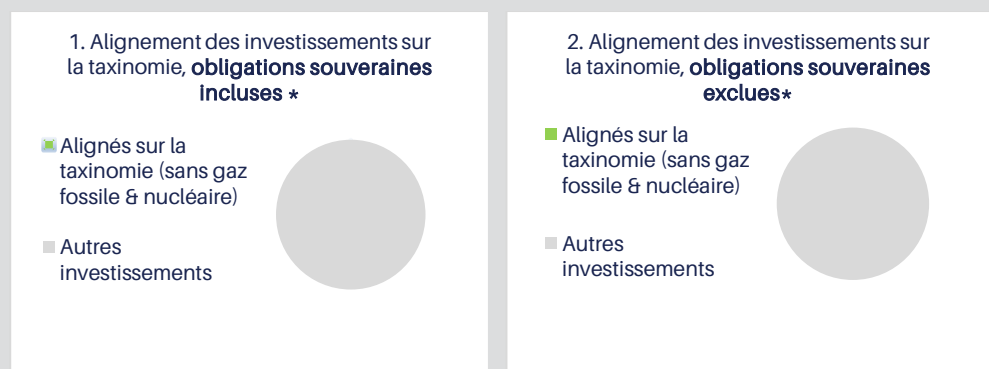 1. Alignement des investissements sur
la taxinomie, obligations souveraines
incluses *
Alignés sur la
taxinomie (sans gaz
fossile & nucléaire)
Autres
investissements
2. Alignement des investissements sur
la taxinomie, obligations souveraines
exclues*
Alignés sur la
taxinomie (sans gaz
fossile & nucléaire)
Autres
investissements